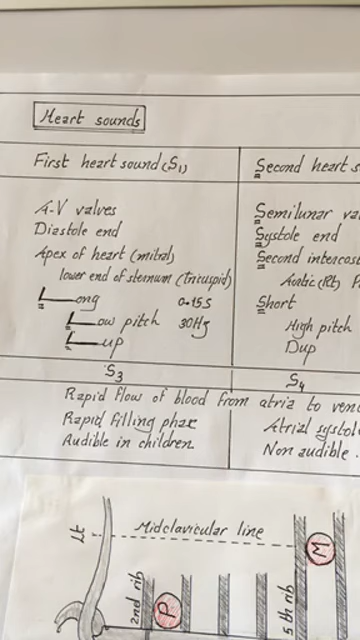 Heart sounds
First heart sound (S₁)
Second heart s
A-V valves
Semilunar va
Diastole end
Systole end
Apex of heart (mitral)
Second intercos
lower end of sternum (tricuspid)
Aortic (Rt) P
Long 0.15s
Short
Low pitch 30Hz
High pitch
Lup
Dup
S₃
S₄
Rapid flow of blood from atria to ven
Rapid filling phase
Atrial systol
Audible in children
Non audible.
Lt
Midclavicular line
2nd rib
P
5th rib
M